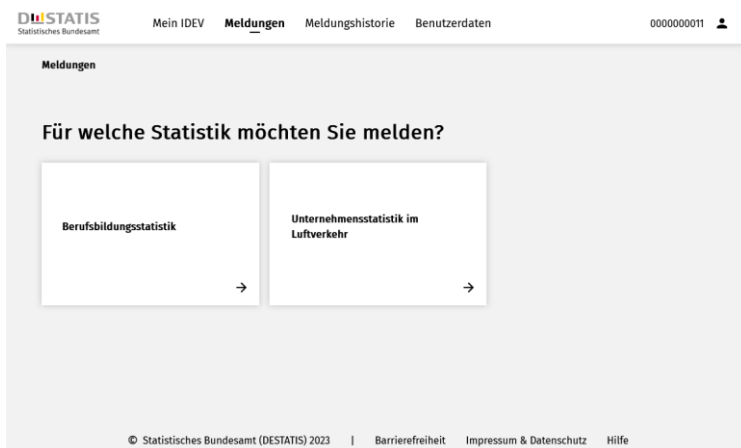 DESTATIS
Statistisches Bundesamt
Mein IDEV Meldungen Meldungshistorie Benutzerdaten 0000000011
Meldungen
Für welche Statistik möchten Sie melden?
Berufsbildungsstatistik
Unternehmensstatistik im
Luftverkehr
© Statistisches Bundesamt (DESTATIS) 2023 | Barrierefreiheit Impressum & Datenschutz Hilfe